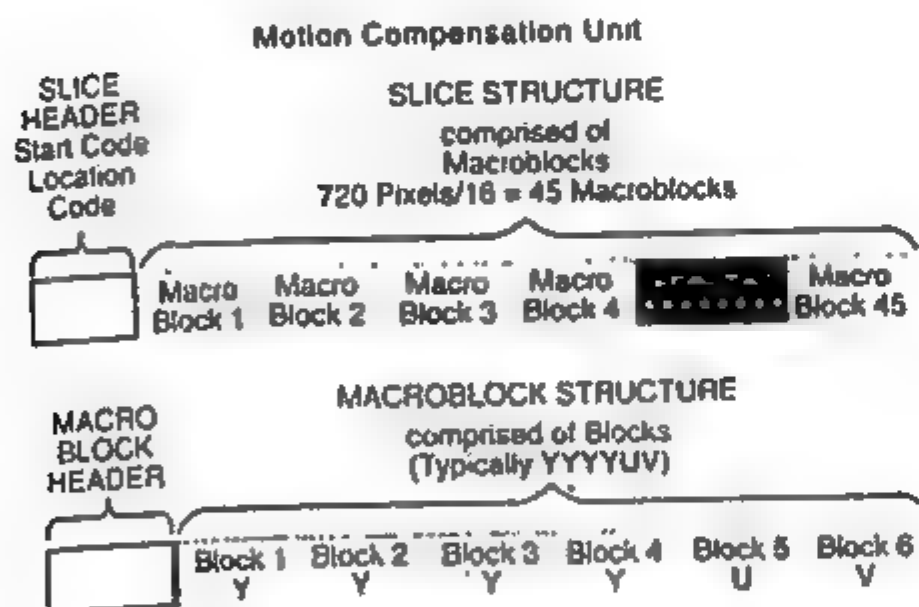 Motion Compensation Unit
SLICE
HEADER
Start Code
Location
Code
SLICE STRUCTURE
comprised of
Macroblocks
720 Pixels/16 = 45 Macroblocks
Macro Block 1
Macro Block 2
Macro Block 3
Macro Block 4
Macro Block 45
MACRO
BLOCK
HEADER
MACROBLOCK STRUCTURE
comprised of Blocks
(Typically YYYYUV)
Block 1 Block 2 Block 3 Block 4 Block 5 Block 6
Y Y Y Y U V